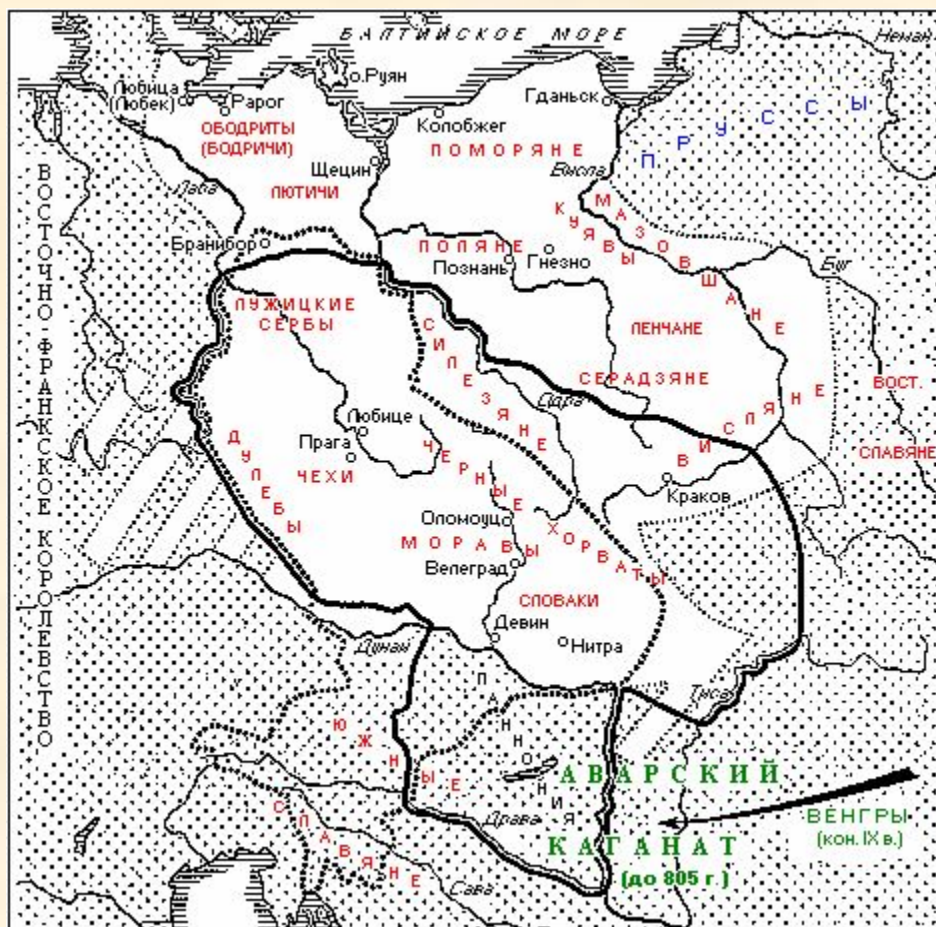 БАЛТИЙСКОЕ МОРЕ
Неман
Руян
Любица
(Любек)
Рарог
Гданьск
Колобжег
ОБОДРИТЫ
(БОДРИЧИ)
ПОМОРЯНЕ
ПРУССЫ
Щецин
Висла
Лаба
ЛЮТИЧИ
МАЗОВШАНЕ
КУЯВЫ
Бранибор
ПОЛЯНЕ
Гнезно
Познань
Буг
ВОСТОЧНО-ФРАНКСКОЕ КОРОЛЕВСТВО
ЛУЖИЦКИЕ
СЕРБЫ
СИЛЕЗЯНЕ
ЛЕНЧАНЕ
СЕРАДЗЯНЕ
Одра
ВОСТ.
СЛАВЯНЕ
ВИСЛЯНЕ
Любице
Прага
ДУЛЕБЫ
ЧЕХИ
ЧЕРНЫЕ ХОРВАТЫ
Краков
Оломоуц
МОРАВЫ
Велеград
СЛОВАКИ
Девин
Нитра
Дунай
Тиса
ПАННОНИЯ
ЮЖНЫЕ
СЛАВЯНЕ
АВАРСКИЙ
КАГАНАТ
(до 805 г.)
ВЕНГРЫ
(кон. IX в.)
Драва
Сава